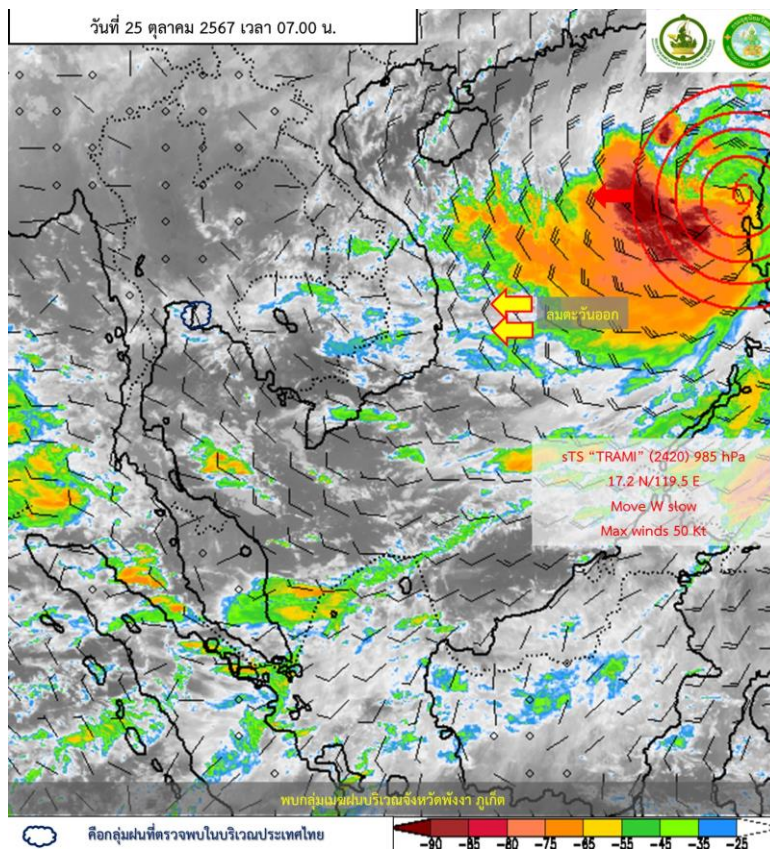 วันที่ 25 ตุลาคม 2567 เวลา 07.00 น.
ลมตะวันออก
sTS “TRAMI” (2420) 985 hPa
17.2 N/119.5 E
Move W slow
Max winds 50 Kt
พบกลุ่มเมฆฝนบริเวณจังหวัดพังงา ภูเก็ต
คือกลุ่มฝนที่ตรวจพบในบริเวณประเทศไทย
-90 -85 -80 -75 -65 -55 -45 -35 -25